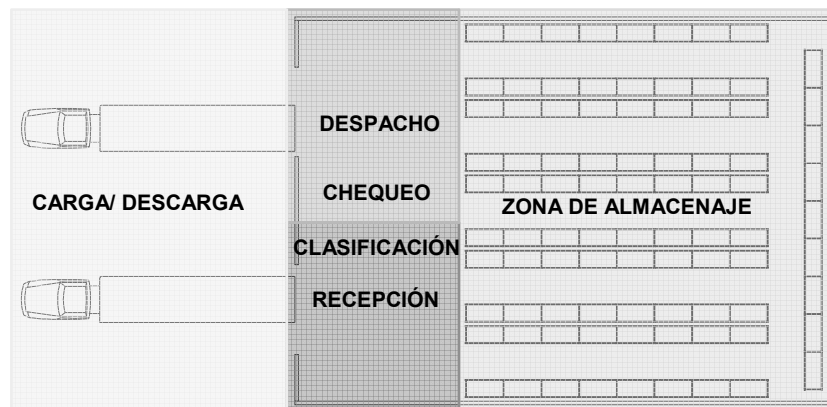 DESPACHO
CARGA/ DESCARGA
CHEQUEO
ZONA DE ALMACENAJE
CLASIFICACIÓN
RECEPCIÓN